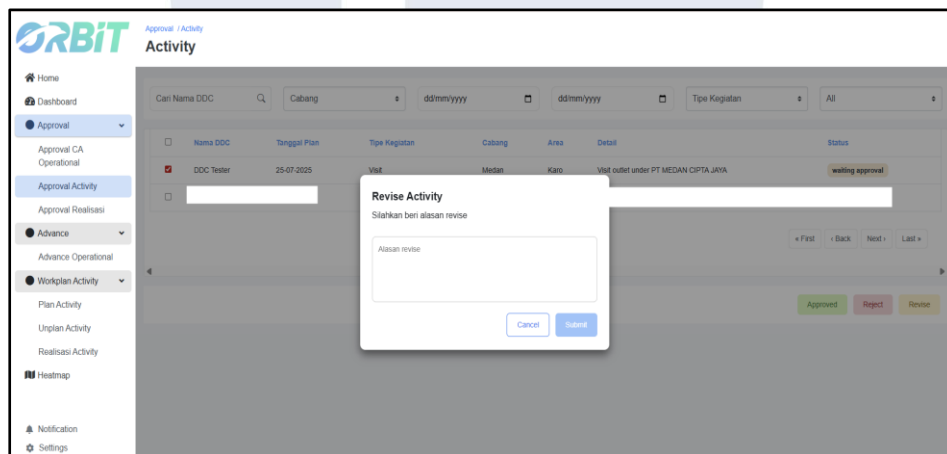 ORBiT
Approval / Activity
Activity
Home
Dashboard
Approval
Approval CA
Operational
Approval Activity
Approval Realisasi
Advance
Advance Operational
Workplan Activity
Plan Activity
Unplan Activity
Realisasi Activity
Heatmap
Notification
Settings
Cari Nama DDC Cabang dd/mm/yyyy dd/mm/yyyy Tipe Kegiatan All
Nama DDC Tanggal Plan Tipe Kegiatan Cabang Area Detail Status
DDC Tester 25-07-2025 Visit Medan Karo Visit outlet under PT MEDAN CIPTA JAYA waiting approval
« First ‹ Back Next › Last »
Approved Reject Revise
Revise Activity
Silahkan beri alasan revise
Alasan revise
Cancel Submit